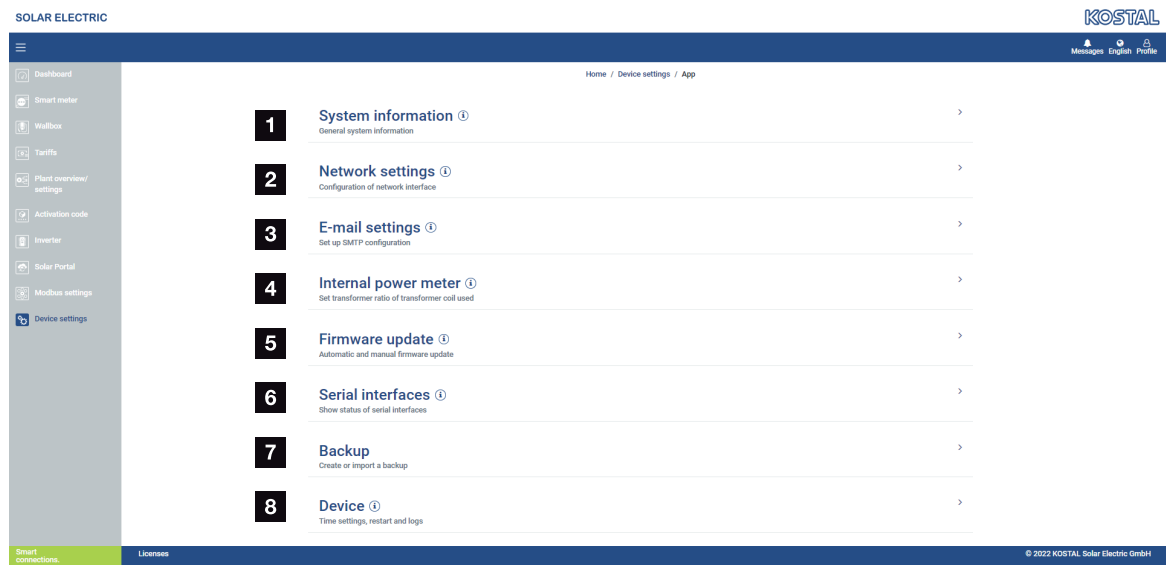 SOLAR ELECTRIC
KOSTAL
Messages English Profile
Dashboard
Smart meter
Wallbox
Tariffs
Plant overview/
settings
Activation code
Inverter
Solar Portal
Modbus settings
Device settings
Home / Device settings / App
1
System information
General system information
2
Network settings
Configuration of network interface
3
E-mail settings
Set up SMTP configuration
4
Internal power meter
Set transformer ratio of transformer coil used
5
Firmware update
Automatic and manual firmware update
6
Serial interfaces
Show status of serial interfaces
7
Backup
Create or import a backup
8
Device
Time settings, restart and logs
Smart
connections.
Licenses
© 2022 KOSTAL Solar Electric GmbH